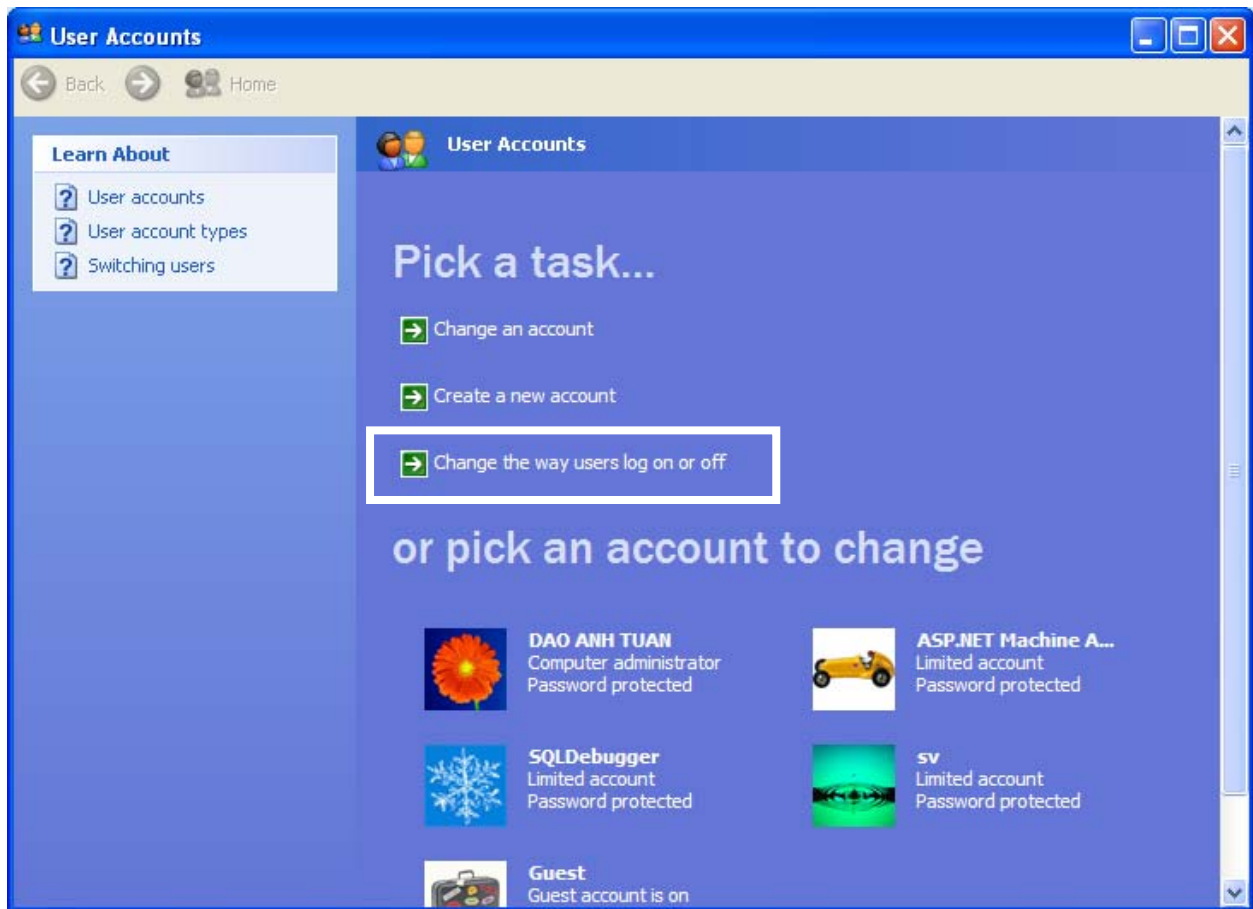 User Accounts
Back Home
Learn About
User accounts
User account types
Switching users
User Accounts
Pick a task...
Change an account
Create a new account
Change the way users log on or off
or pick an account to change
DAO ANH TUAN
Computer administrator
Password protected
ASP.NET Machine A...
Limited account
Password protected
SQLDebugger
Limited account
Password protected
sv
Limited account
Password protected
Guest
Guest account is on